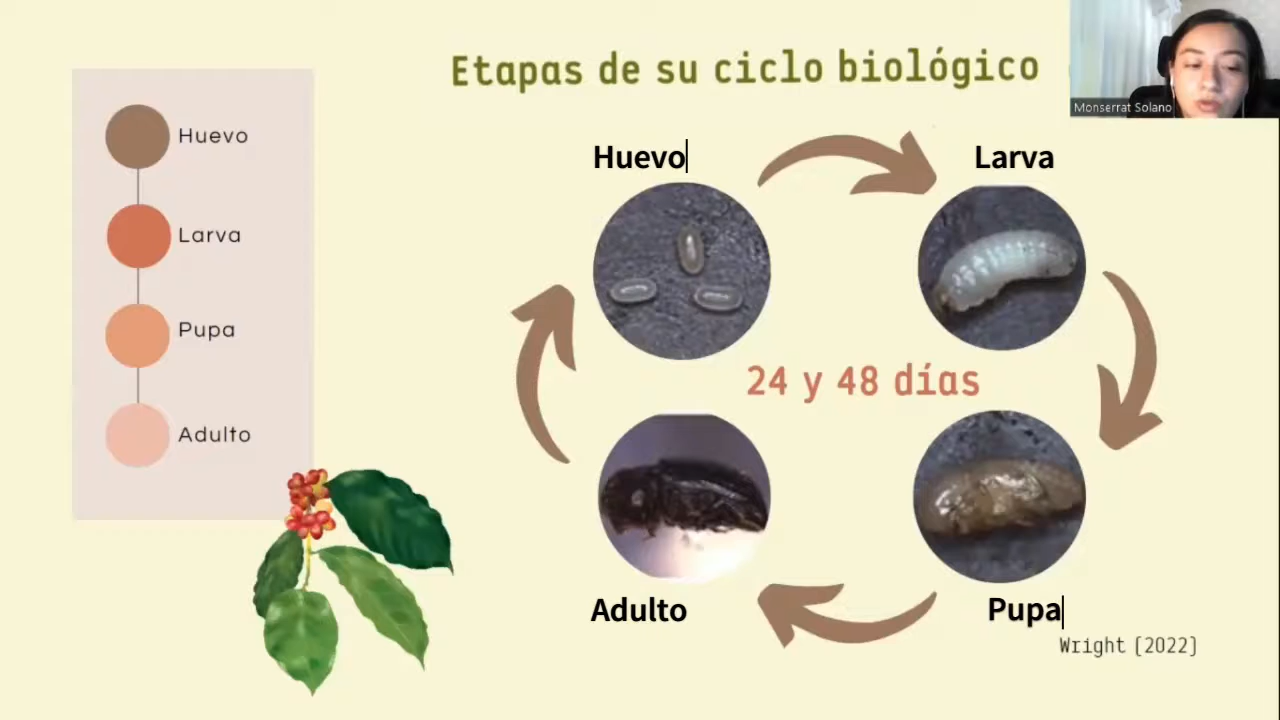 Etapas de su ciclo biológico
Monserrat Solano
Huevo
Larva
Pupa
Adulto
Huevo
Larva
24 y 48 días
Adulto
Pupa
Wright (2022)